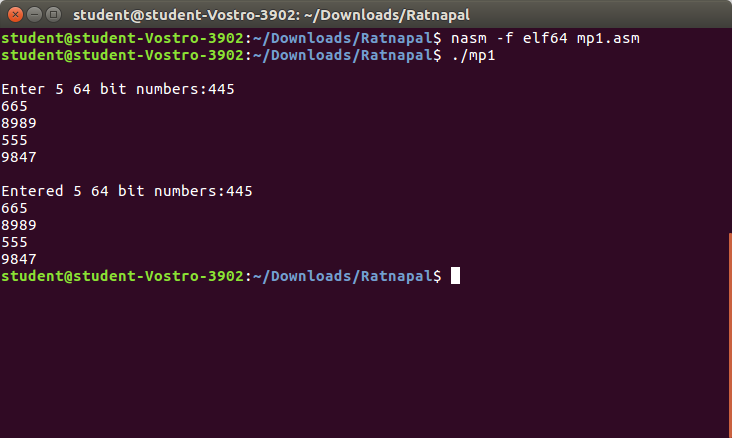 student@student-Vostro-3902: ~/Downloads/Ratnapal
student@student-Vostro-3902:~/Downloads/Ratnapal$ nasm -f elf64 mp1.asm
student@student-Vostro-3902:~/Downloads/Ratnapal$ ./mp1
Enter 5 64 bit numbers:445
665
8989
555
9847
Entered 5 64 bit numbers:445
665
8989
555
9847
student@student-Vostro-3902:~/Downloads/Ratnapal$